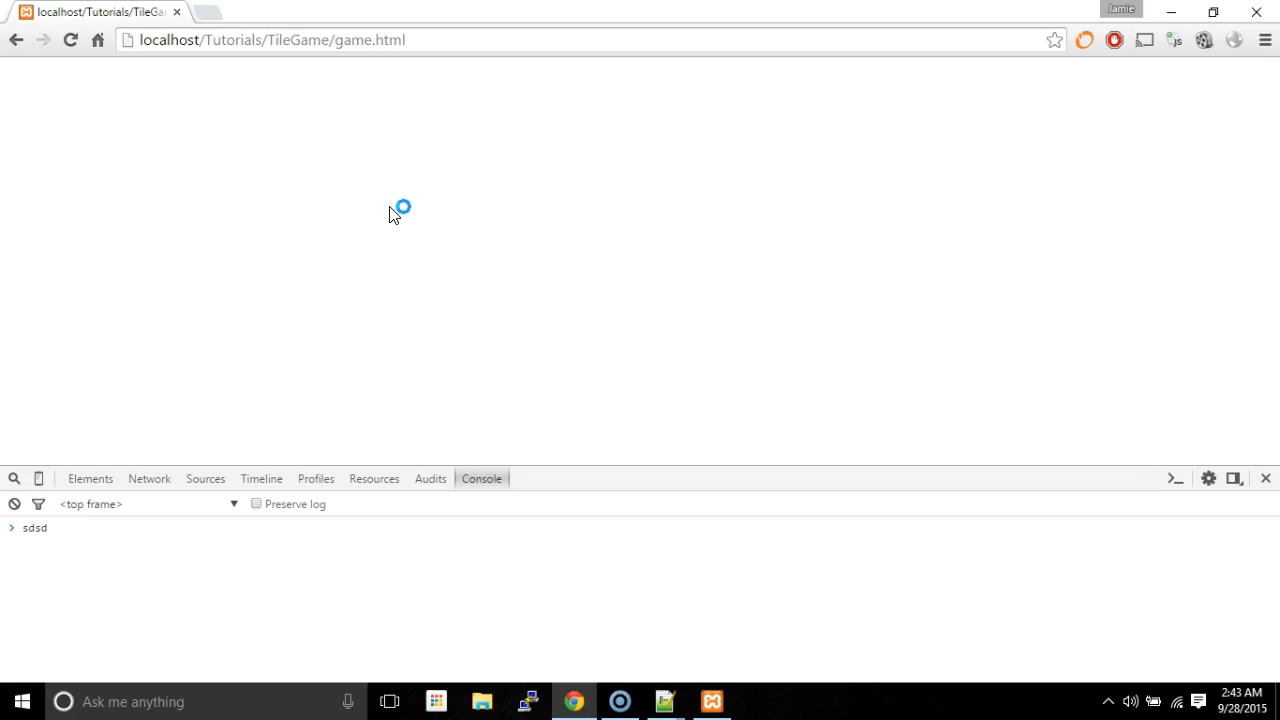 localhost/Tutorials/TileGa
Jamie
localhost/Tutorials/TileGame/game.html
JS
Elements Network Sources Timeline Profiles Resources Audits Console
<top frame> Preserve log
sdsd
Ask me anything
2:43 AM
9/28/2015